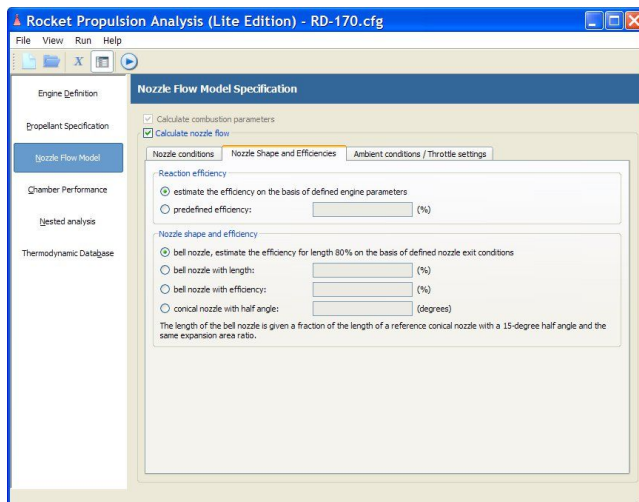 Rocket Propulsion Analysis (Lite Edition) - RD-170.cfg
File View Run Help
X
Engine Definition
Propellant Specification
Nozzle Flow Model
Chamber Performance
Nested analysis
Thermodynamic Database
Nozzle Flow Model Specification
Calculate combustion parameters
Calculate nozzle flow
Nozzle conditions Nozzle Shape and Efficiencies Ambient conditions / Throttle settings
Reaction efficiency
estimate the efficiency on the basis of defined engine parameters
predefined efficiency: (%)
Nozzle shape and efficiency
bell nozzle, estimate the efficiency for length 80% on the basis of defined nozzle exit conditions
bell nozzle with length: (%)
bell nozzle with efficiency: (%)
conical nozzle with half angle: (degrees)
The length of the bell nozzle is given a fraction of the length of a reference conical nozzle with a 15-degree half angle and the
same expansion area ratio.